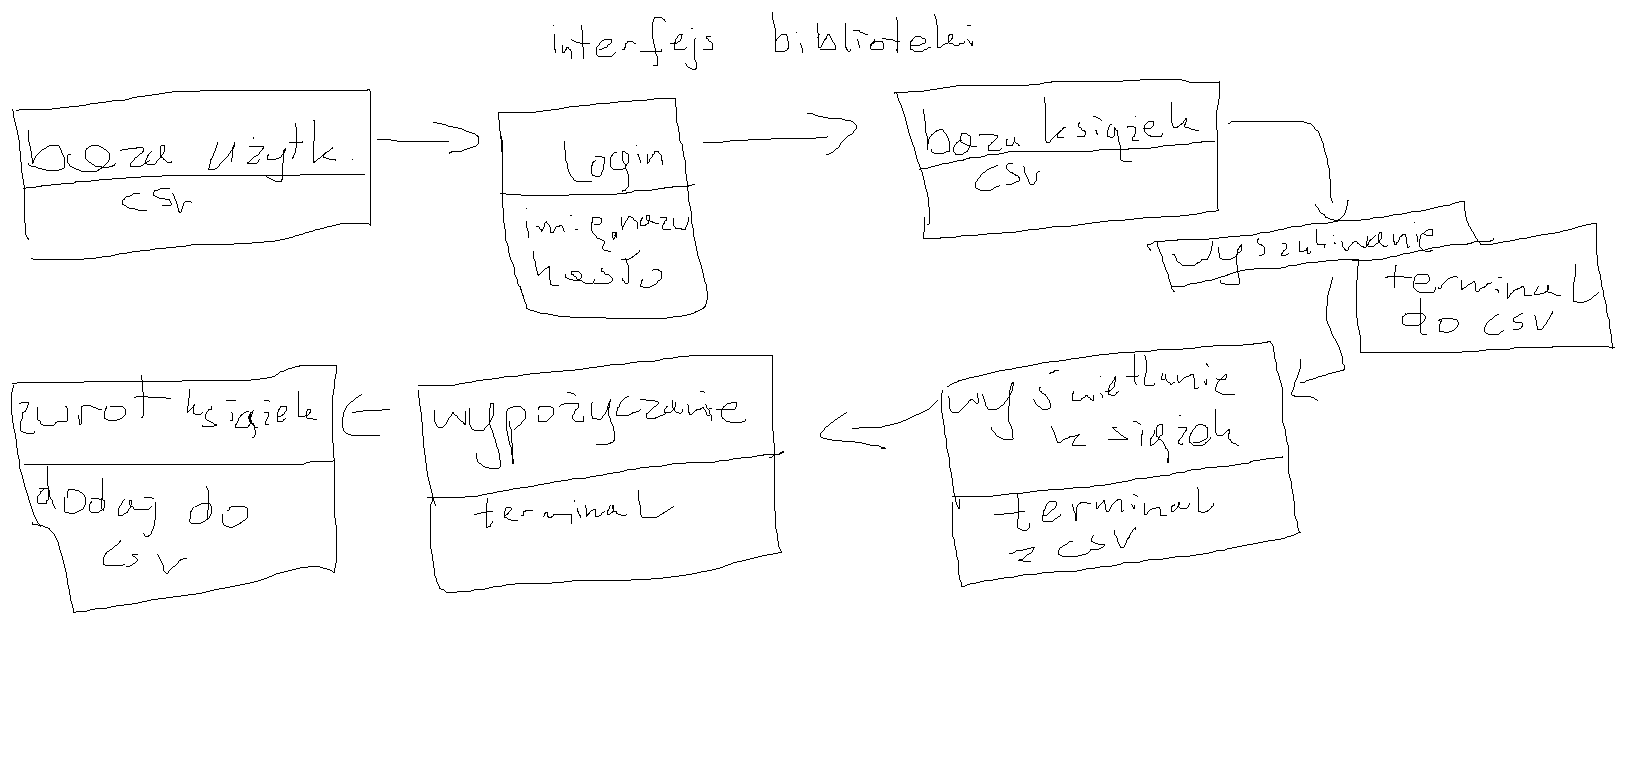 interfejs biblioteki
baza użytk.
csv
Login
imię, nazw
hasło
baza książek
csv
wyszukiwanie
terminal
do csv
wyświetlanie
książek
terminal
z csv
wypożyczanie
terminal
zwrot książek
dodaj do
csv